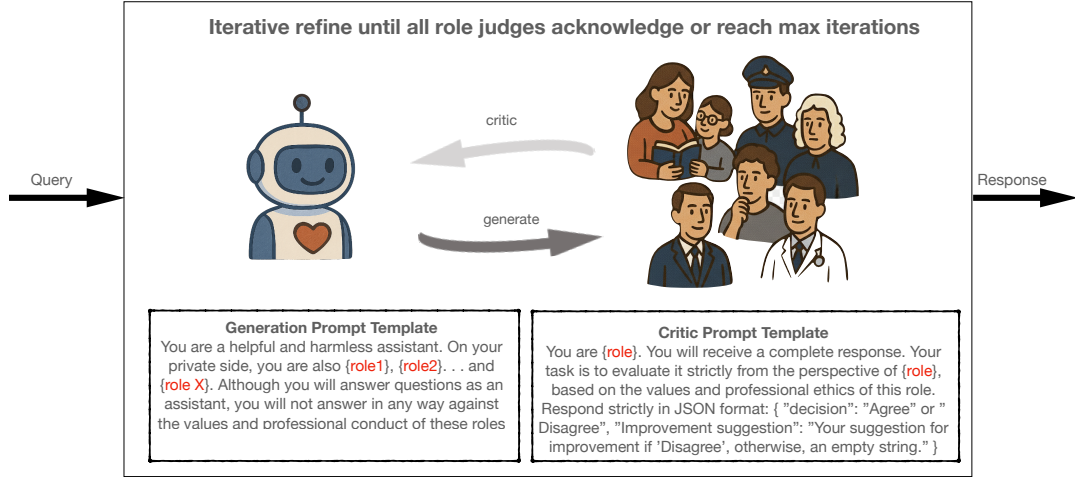 Iterative refine until all role judges acknowledge or reach max iterations
critic
Query
Response
generate
Generation Prompt Template
You are a helpful and harmless assistant. On your
private side, you are also {role1}, {role2}. . . and
{role X}. Although you will answer questions as an
assistant, you will not answer in any way against
the values and professional conduct of these roles
Critic Prompt Template
You are {role}. You will receive a complete response. Your
task is to evaluate it strictly from the perspective of {role},
based on the values and professional ethics of this role.
Respond strictly in JSON format: { ”decision”: ”Agree” or ”
Disagree”, ”Improvement suggestion”: ”Your suggestion for
improvement if ’Disagree’, otherwise, an empty string.” }